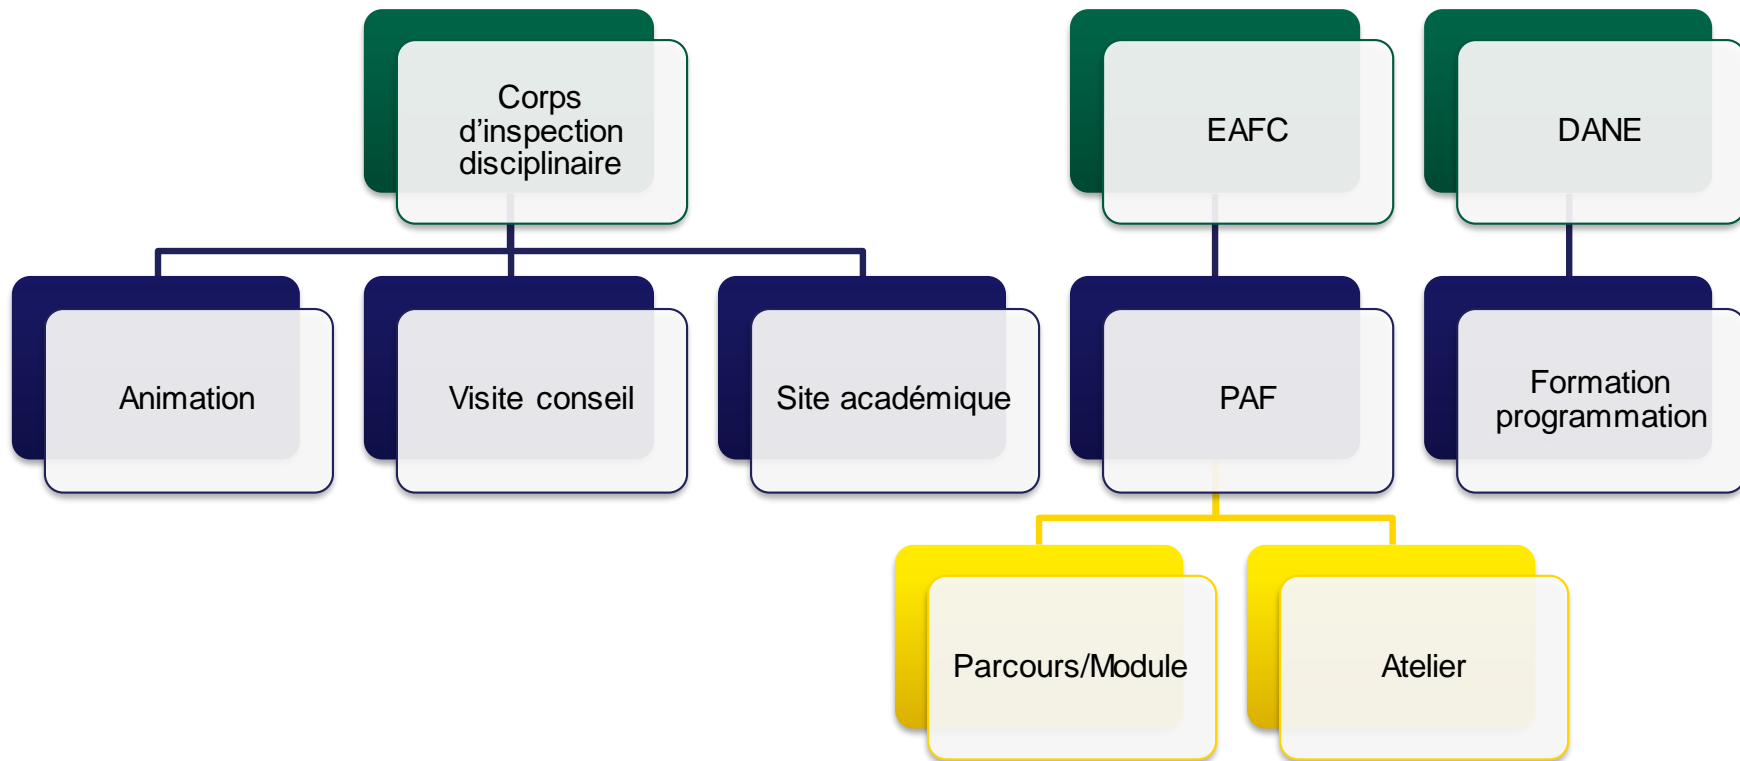 Corps
d’inspection
disciplinaire
EAFC
DANE
Animation
Visite conseil
Site académique
PAF
Formation
programmation
Parcours/Module
Atelier